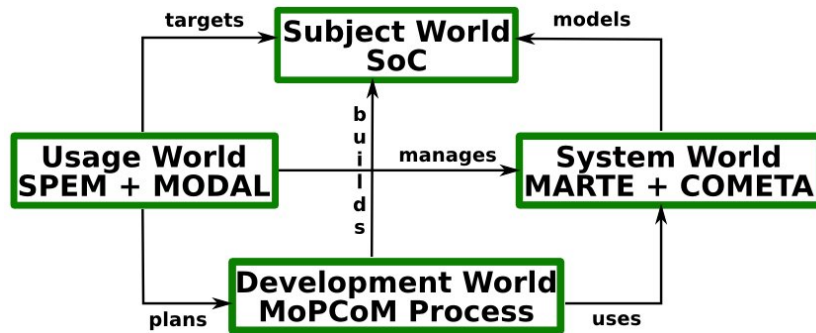 targets
Subject World
SoC
models
builds
Usage World
SPEM + MODAL
manages
System World
MARTE + COMETA
Development World
MoPCoM Process
plans
uses